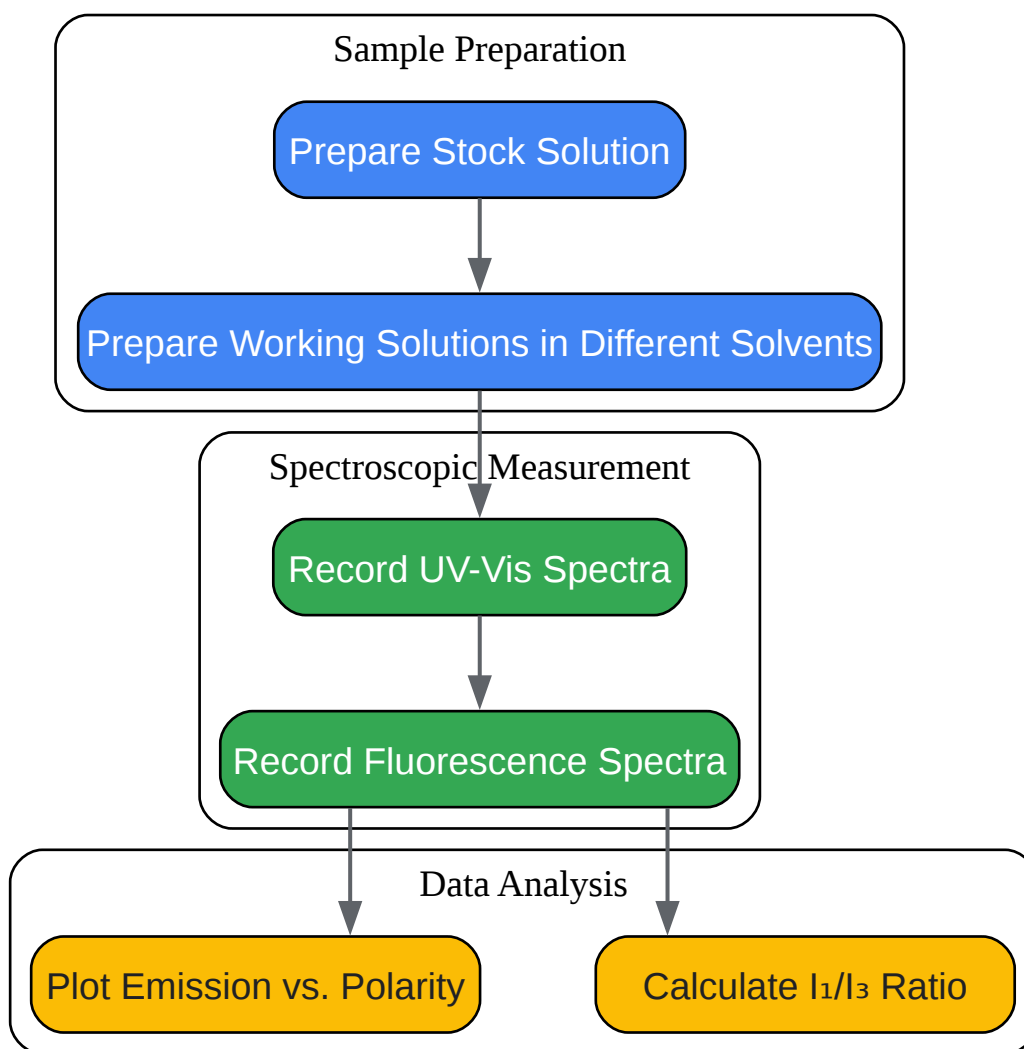 Sample Preparation
Prepare Stock Solution
Prepare Working Solutions in Different Solvents
Spectroscopic Measurement
Record UV-Vis Spectra
Record Fluorescence Spectra
Data Analysis
Plot Emission vs. Polarity
Calculate I₁/I₃ Ratio